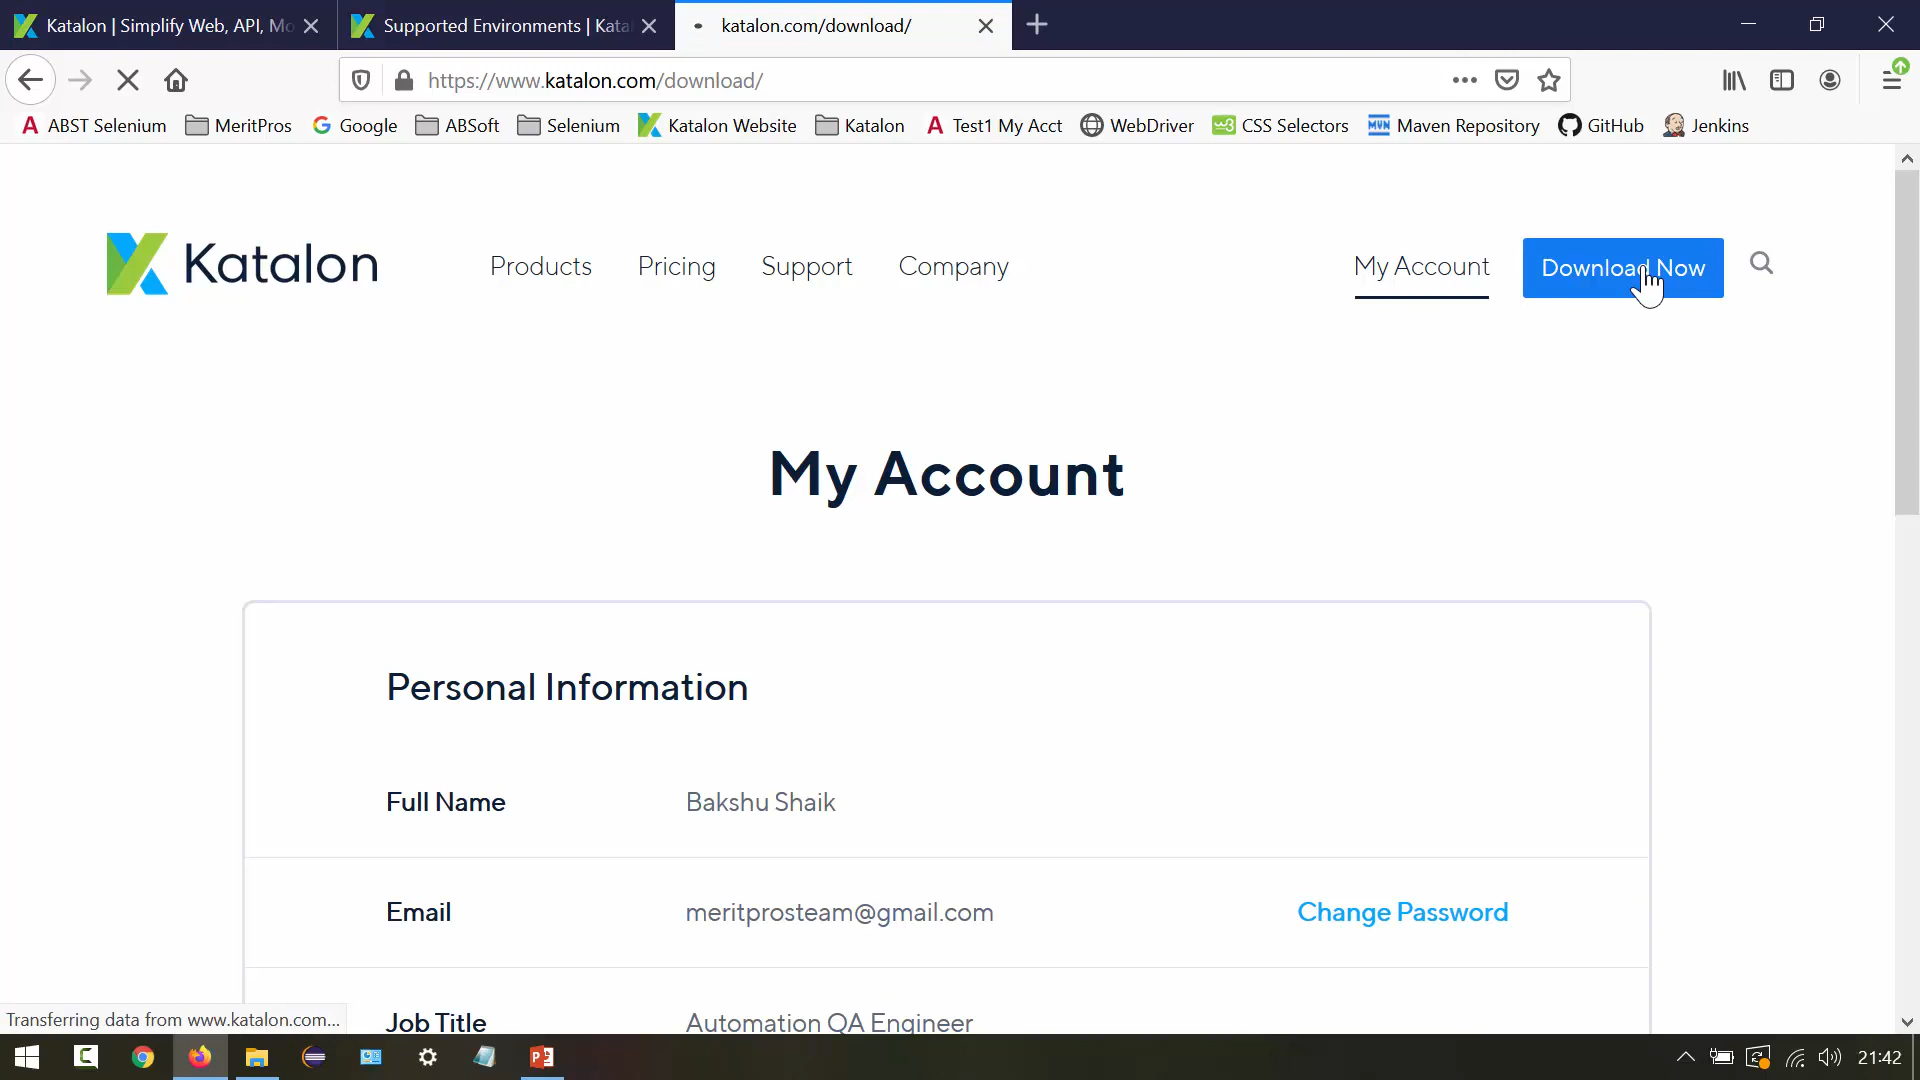 Katalon | Simplify Web, API, Mo
Supported Environments | Kata
katalon.com/download/
https://www.katalon.com/download/
ABST Selenium
MeritPros
Google
ABSoft
Selenium
Katalon Website
Katalon
Test1 My Acct
WebDriver
CSS Selectors
Maven Repository
GitHub
Jenkins
Katalon
Products
Pricing
Support
Company
My Account
Download Now
My Account
Personal Information
Full Name
Bakshu Shaik
Email
meritprosteam@gmail.com
Change Password
Job Title
Automation QA Engineer
Transferring data from www.katalon.com...
21:42